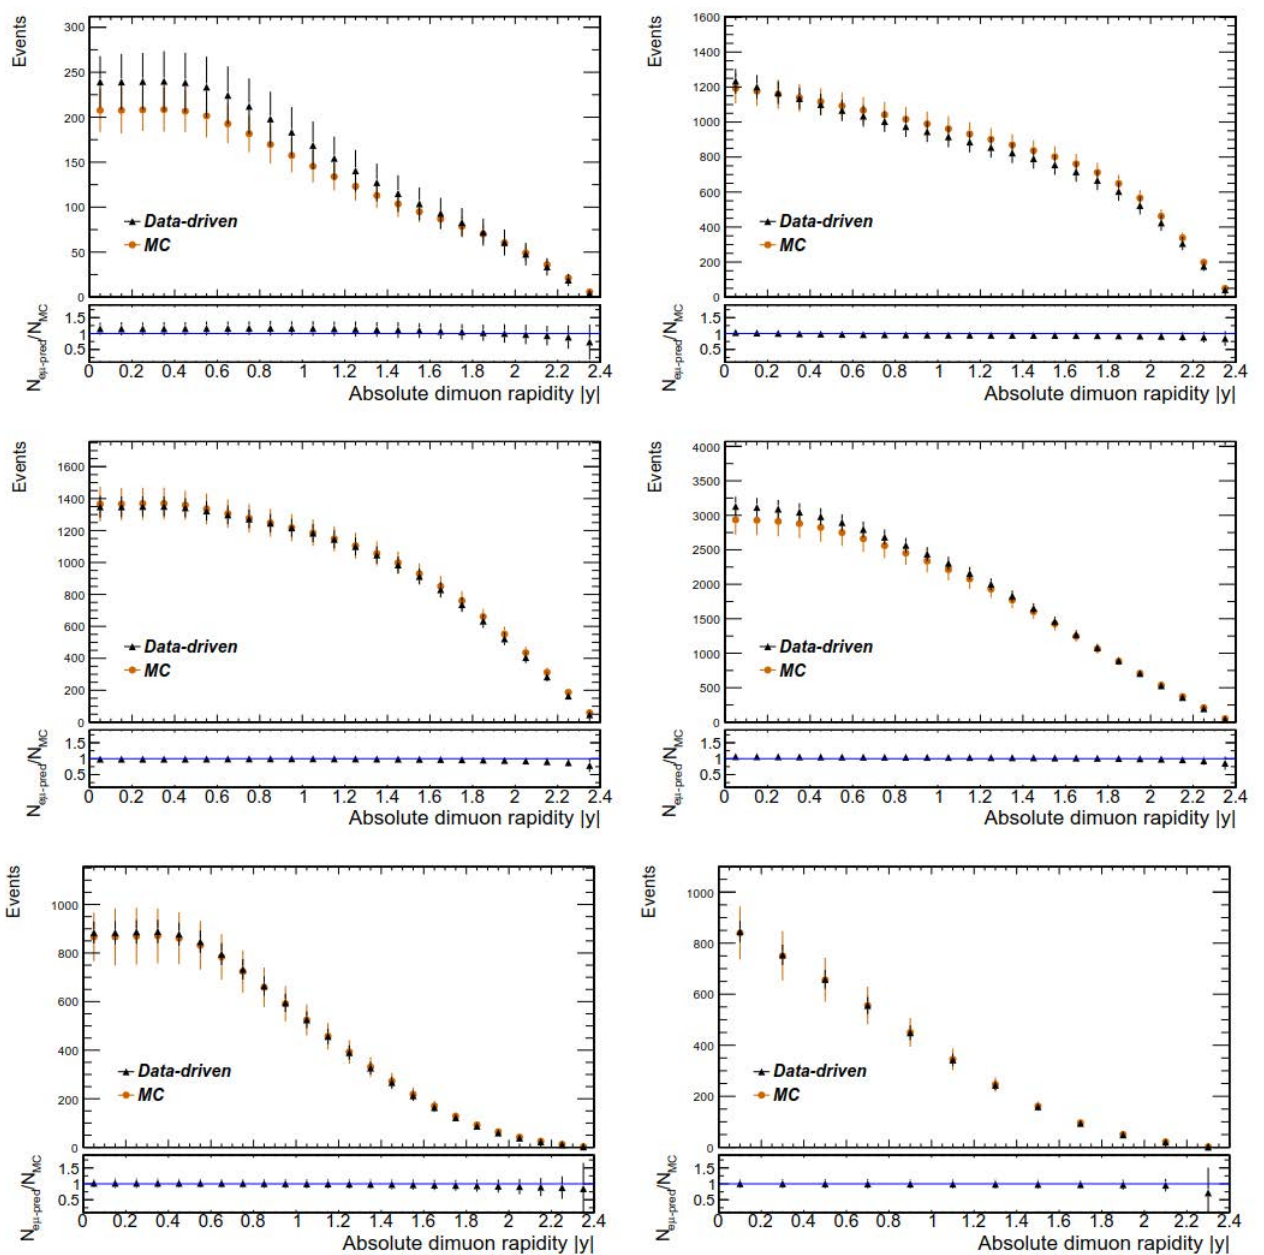 Events
300
250
200
150
100
50
0
Data-driven
MC
N_eμ-pred/N_MC
1.5
1
0.5
0 0.2 0.4 0.6 0.8 1 1.2 1.4 1.6 1.8 2 2.2 2.4
Absolute dimuon rapidity |y|
Events
1600
1400
1200
1000
800
600
400
200
0
Data-driven
MC
N_eμ-pred/N_MC
1.5
1
0.5
0 0.2 0.4 0.6 0.8 1 1.2 1.4 1.6 1.8 2 2.2 2.4
Absolute dimuon rapidity |y|
Events
1600
1400
1200
1000
800
600
400
200
0
Data-driven
MC
N_eμ-pred/N_MC
1.5
1
0.5
0 0.2 0.4 0.6 0.8 1 1.2 1.4 1.6 1.8 2 2.2 2.4
Absolute dimuon rapidity |y|
Events
4000
3500
3000
2500
2000
1500
1000
500
0
Data-driven
MC
N_eμ-pred/N_MC
1.5
1
0.5
0 0.2 0.4 0.6 0.8 1 1.2 1.4 1.6 1.8 2 2.2 2.4
Absolute dimuon rapidity |y|
Events
1000
800
600
400
200
0
Data-driven
MC
N_eμ-pred/N_MC
1.5
1
0.5
0 0.2 0.4 0.6 0.8 1 1.2 1.4 1.6 1.8 2 2.2 2.4
Absolute dimuon rapidity |y|
Events
1000
800
600
400
200
0
Data-driven
MC
N_eμ-pred/N_MC
1.5
1
0.5
0 0.2 0.4 0.6 0.8 1 1.2 1.4 1.6 1.8 2 2.2 2.4
Absolute dimuon rapidity |y|